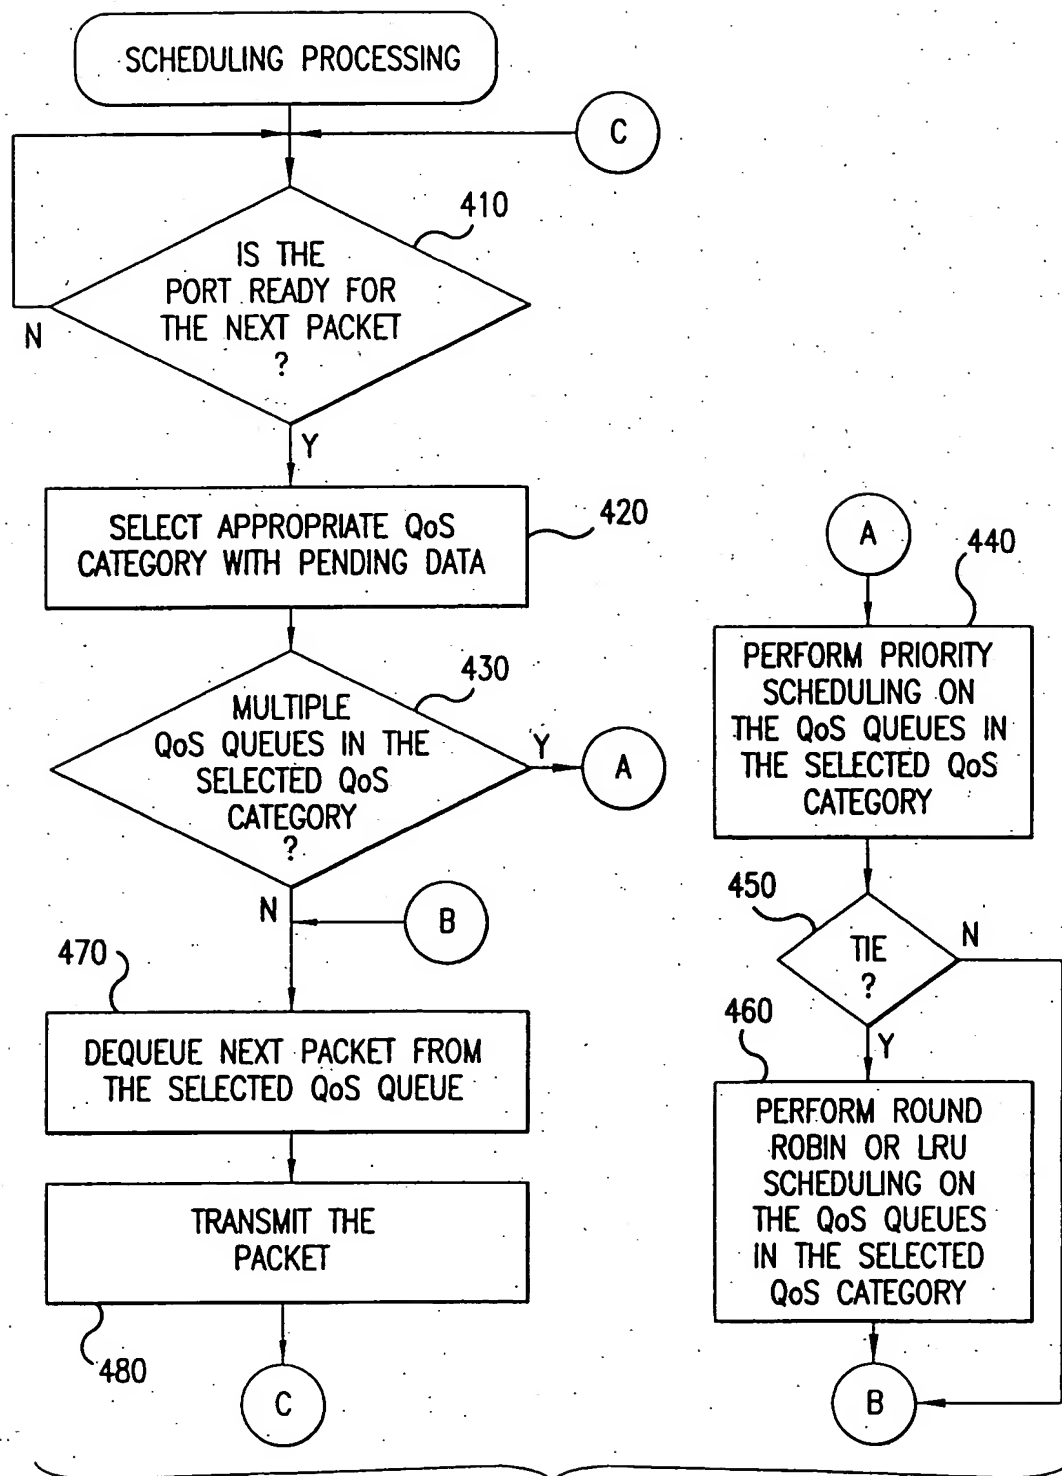 SCHEDULING PROCESSING
C
410
IS THE
PORT READY FOR
THE NEXT PACKET
?
N
Y
SELECT APPROPRIATE QoS
CATEGORY WITH PENDING DATA
420
430
MULTIPLE
QoS QUEUES IN THE
SELECTED QoS
CATEGORY
?
Y
A
N
B
470
DEQUEUE NEXT PACKET FROM
THE SELECTED QoS QUEUE
TRANSMIT THE
PACKET
480
C
A
440
PERFORM PRIORITY
SCHEDULING ON
THE QoS QUEUES IN
THE SELECTED QoS
CATEGORY
450
TIE
?
N
460
Y
PERFORM ROUND
ROBIN OR LRU
SCHEDULING ON
THE QoS QUEUES
IN THE SELECTED
QoS CATEGORY
B